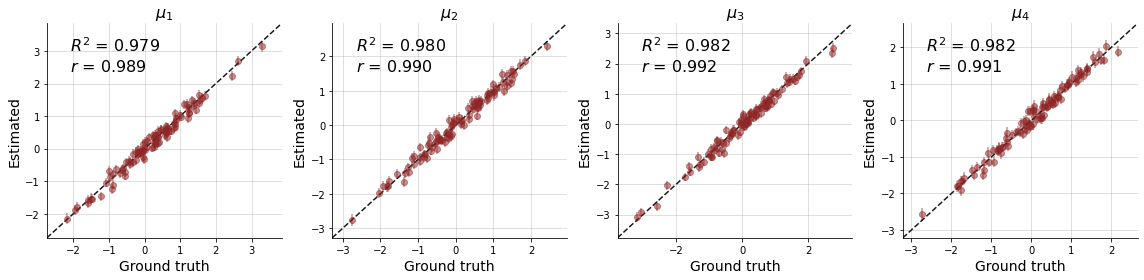 μ1
R² = 0.979
r = 0.989
3
2
1
0
−1
−2
Estimated
−2 −1 0 1 2 3
Ground truth
μ2
R² = 0.980
r = 0.990
2
1
0
−1
−2
−3
Estimated
−3 −2 −1 0 1 2
Ground truth
μ3
R² = 0.982
r = 0.992
3
2
1
0
−1
−2
−3
Estimated
−2 0 2
Ground truth
μ4
R² = 0.982
r = 0.991
2
1
0
−1
−2
−3
Estimated
−3 −2 −1 0 1 2
Ground truth